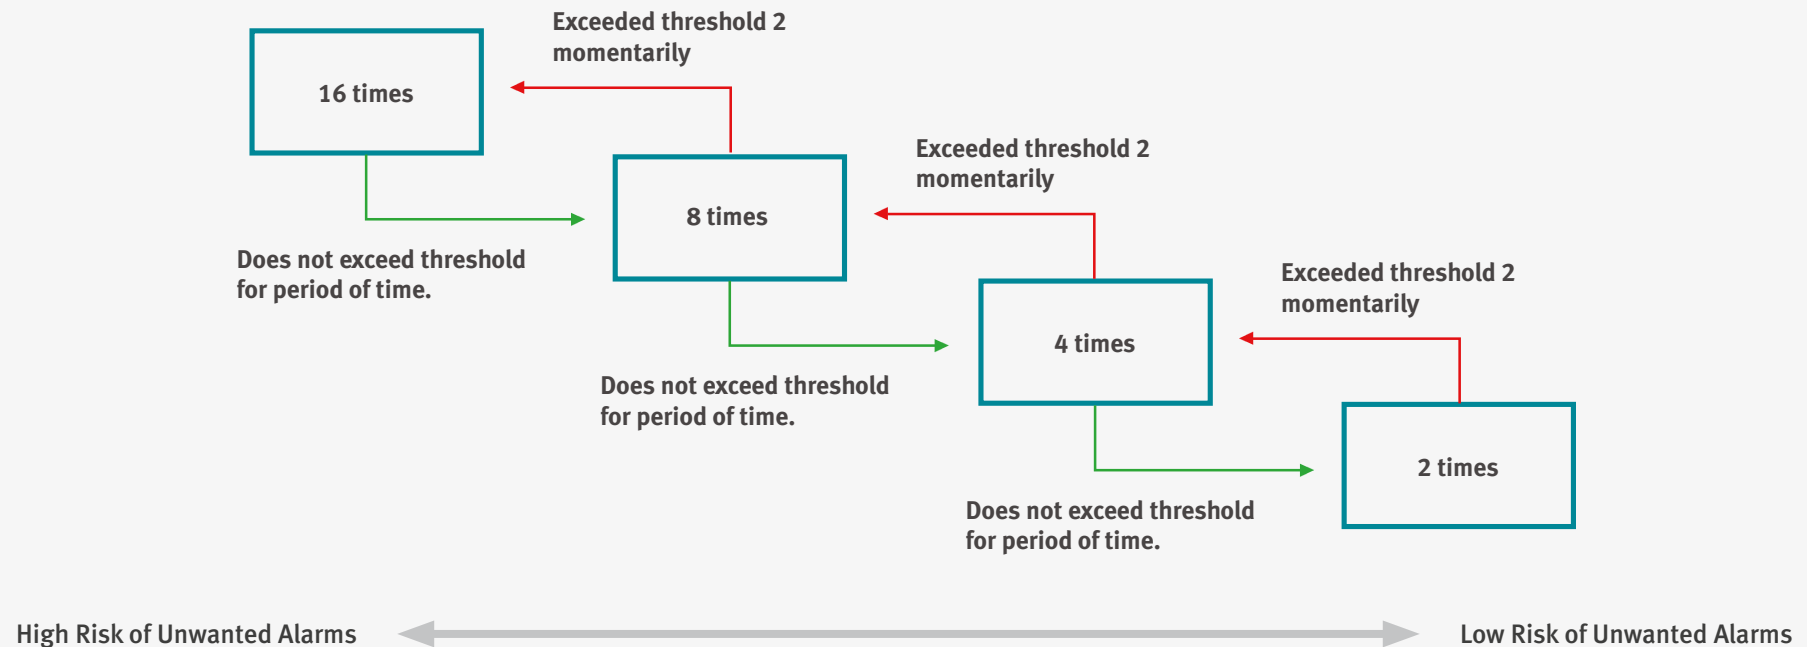 Exceeded threshold 2
momentarily
16 times
Exceeded threshold 2
momentarily
8 times
Does not exceed threshold
for period of time.
Exceeded threshold 2
momentarily
4 times
Does not exceed threshold
for period of time.
2 times
Does not exceed threshold
for period of time.
High Risk of Unwanted Alarms
Low Risk of Unwanted Alarms